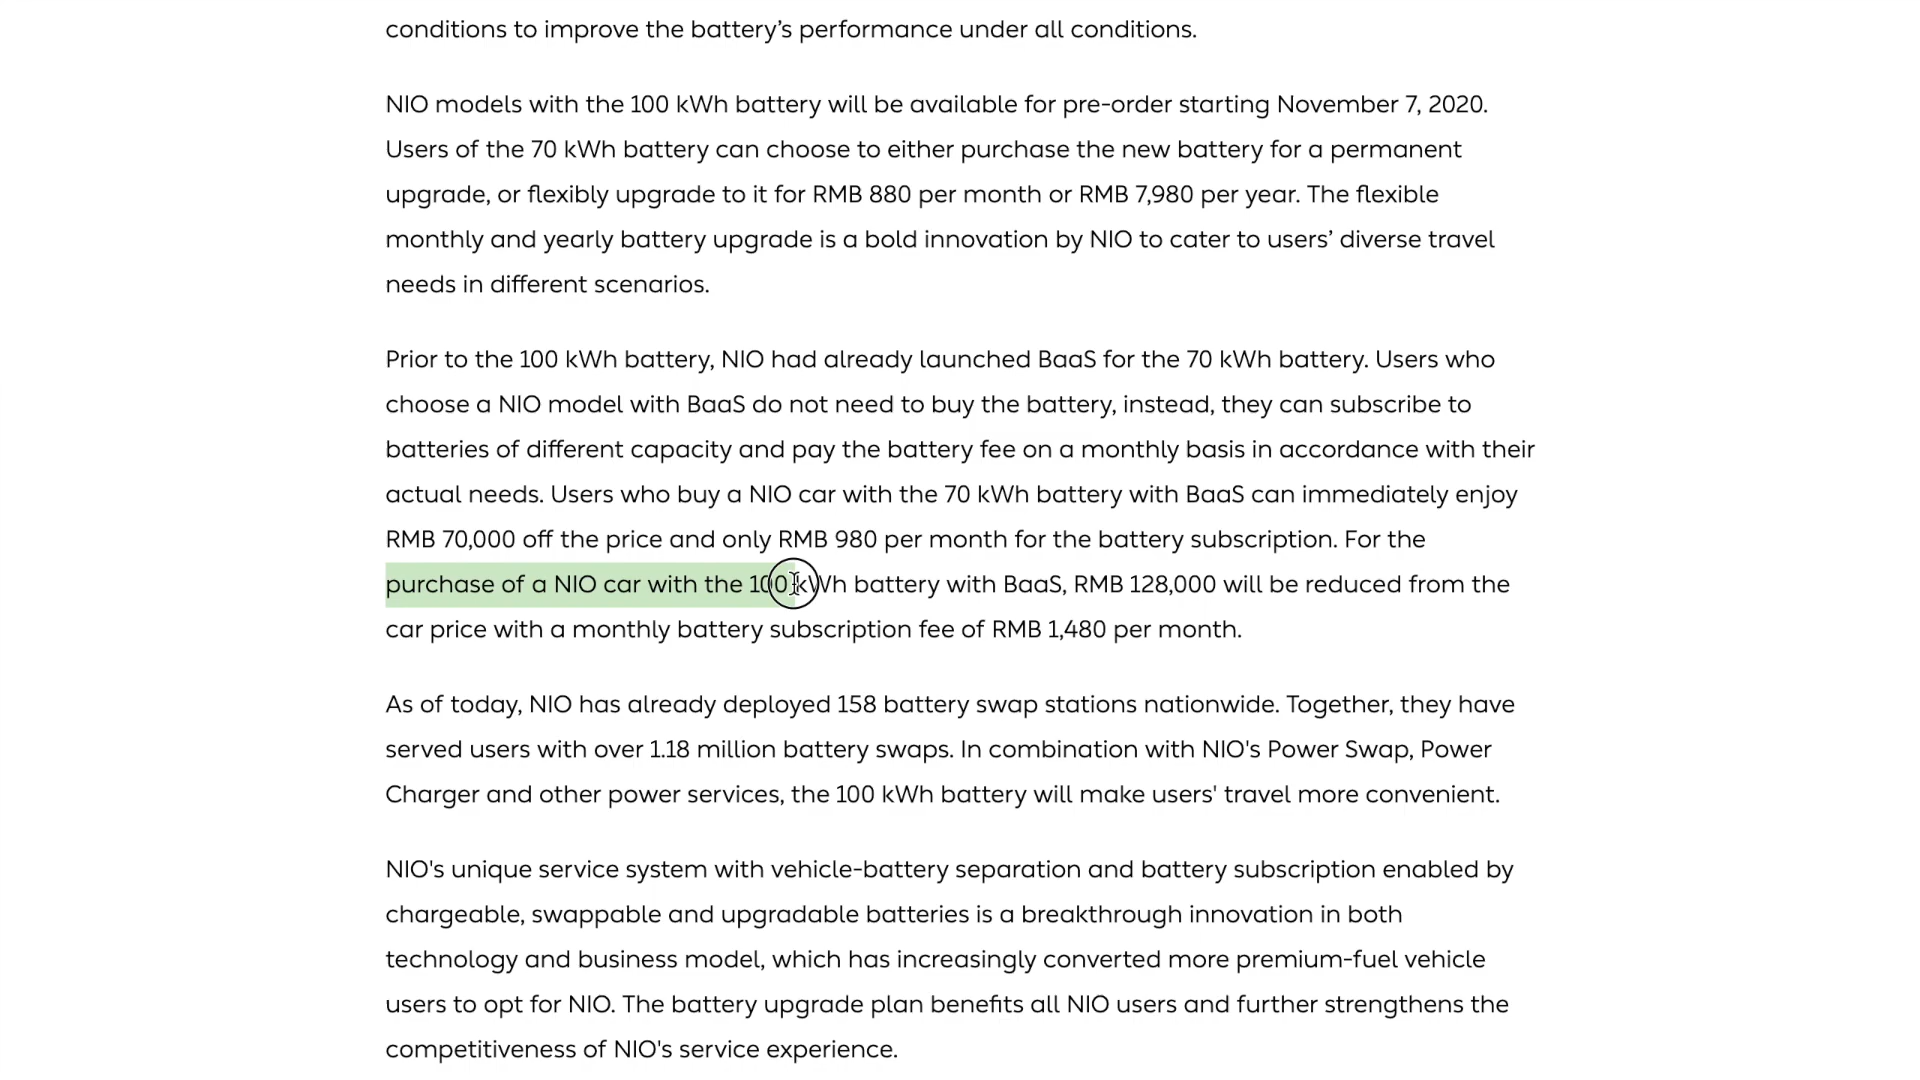 conditions to improve the battery’s performance under all conditions.
NIO models with the 100 kWh battery will be available for pre-order starting November 7, 2020.
Users of the 70 kWh battery can choose to either purchase the new battery for a permanent
upgrade, or flexibly upgrade to it for RMB 880 per month or RMB 7,980 per year. The flexible
monthly and yearly battery upgrade is a bold innovation by NIO to cater to users’ diverse travel
needs in different scenarios.
Prior to the 100 kWh battery, NIO had already launched BaaS for the 70 kWh battery. Users who
choose a NIO model with BaaS do not need to buy the battery, instead, they can subscribe to
batteries of different capacity and pay the battery fee on a monthly basis in accordance with their
actual needs. Users who buy a NIO car with the 70 kWh battery with BaaS can immediately enjoy
RMB 70,000 off the price and only RMB 980 per month for the battery subscription. For the
purchase of a NIO car with the 100 kWh battery with BaaS, RMB 128,000 will be reduced from the
car price with a monthly battery subscription fee of RMB 1,480 per month.
As of today, NIO has already deployed 158 battery swap stations nationwide. Together, they have
served users with over 1.18 million battery swaps. In combination with NIO's Power Swap, Power
Charger and other power services, the 100 kWh battery will make users' travel more convenient.
NIO's unique service system with vehicle-battery separation and battery subscription enabled by
chargeable, swappable and upgradable batteries is a breakthrough innovation in both
technology and business model, which has increasingly converted more premium-fuel vehicle
users to opt for NIO. The battery upgrade plan benefits all NIO users and further strengthens the
competitiveness of NIO's service experience.